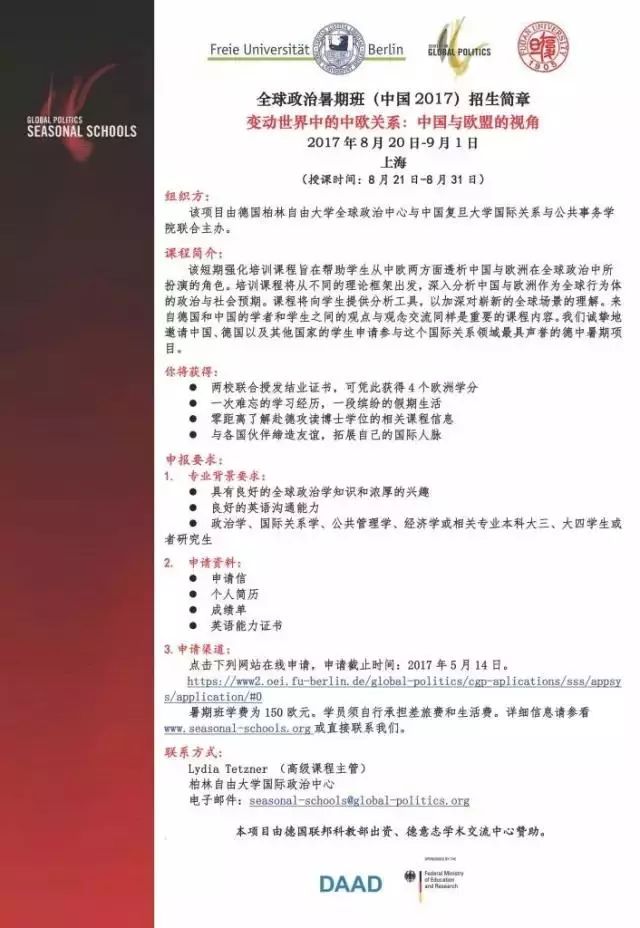 Freie Universität Berlin
GLOBAL POLITICS
FUDAN UNIVERSITY
1905
GLOBAL POLITICS
SEASONAL SCHOOLS
全球政治暑期班（中国 2017）招生简章
变动世界中的中欧关系：中国与欧盟的视角
2017 年 8 月 20 日-9 月 1 日
上海
（授课时间：8 月 21 日-8 月 31 日）
组织方：
该项目由德国柏林自由大学全球政治中心与中国复旦大学国际关系与公共事务学
院联合主办。
课程简介：
该短期强化培训课程旨在帮助学生从中欧两方面透析中国与欧洲在全球政治中所
扮演的角色。培训课程将从不同的理论框架出发，深入分析中国与欧洲作为全球行为体
的政治与社会预期。课程将向学生提供分析工具，以加深对崭新的全球场景的理解。来
自德国和中国的学者和学生之间的观点与观念交流同样是重要的课程内容。我们诚挚地
邀请中国、德国以及其他国家的学生申请参与这个国际关系领域最具声誉的德中暑期项
目。
你将获得：
● 两校联合授发结业证书，可凭此获得 4 个欧洲学分
● 一次难忘的学习经历，一段缤纷的假期生活
● 零距离了解赴德攻读博士学位的相关课程信息
● 与各国伙伴缔造友谊，拓展自己的国际人脉
申报要求：
1. 专业背景要求：
● 具有良好的全球政治学知识和浓厚的兴趣
● 良好的英语沟通能力
● 政治学、国际关系学、公共管理学、经济学或相关专业本科大三、大四学生或
者研究生
2. 申请资料：
● 申请信
● 个人简历
● 成绩单
● 英语能力证书
3.申请渠道：
点击下列网站在线申请，申请截止时间：2017 年 5 月 14 日。
https://www2.oei.fu-berlin.de/global-politics/cgp-aplications/sss/appsy
s/application/#0
暑期班学费为 150 欧元。学员须自行承担差旅费和生活费。详细信息请参看
www.seasonal-schools.org 或直接联系我们。
联系方式：
Lydia Tetzner （高级课程主管）
柏林自由大学国际政治中心
电子邮件：seasonal-schools@global-politics.org
本项目由德国联邦科教部出资、德意志学术交流中心赞助。
SPONSORED BY THE
DAAD
Federal Ministry
of Education
and Research